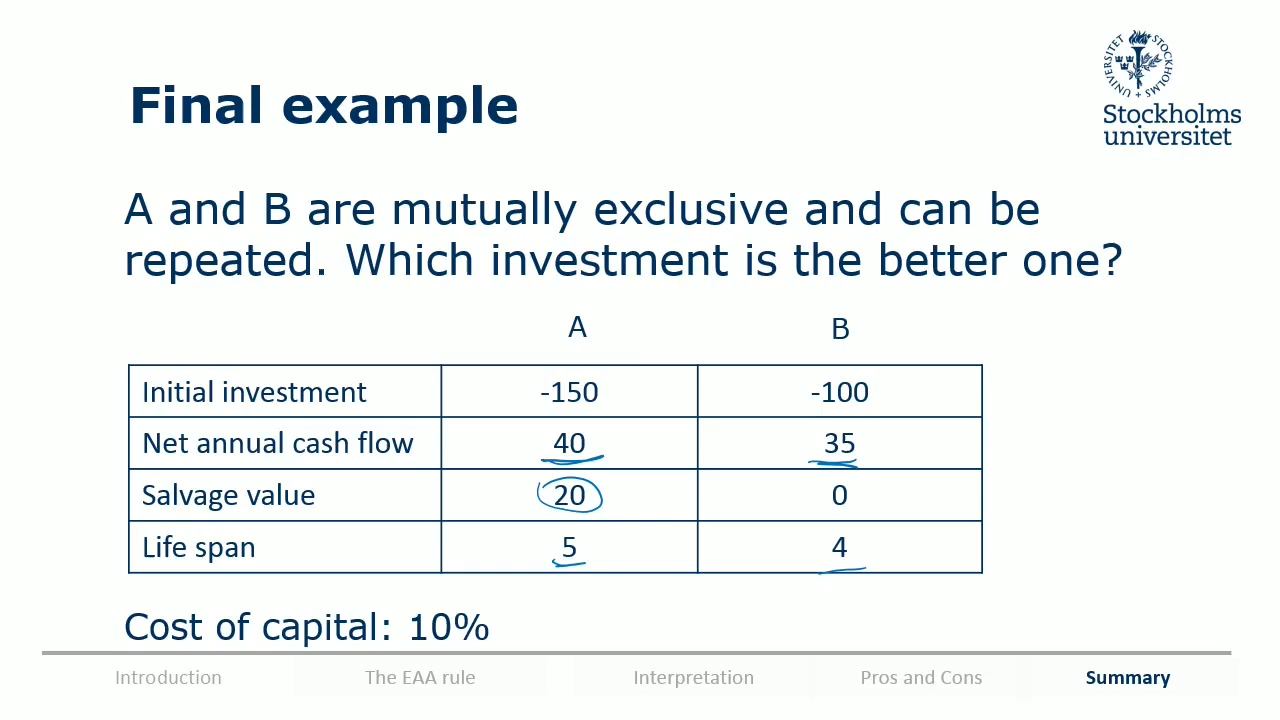 Final example
UNIVERSITET STOCKHOLMS
Stockholms
universitet
A and B are mutually exclusive and can be
repeated. Which investment is the better one?
A B
Initial investment -150 -100
Net annual cash flow 40 35
Salvage value 20 0
Life span 5 4
Cost of capital: 10%
Introduction The EAA rule Interpretation Pros and Cons Summary